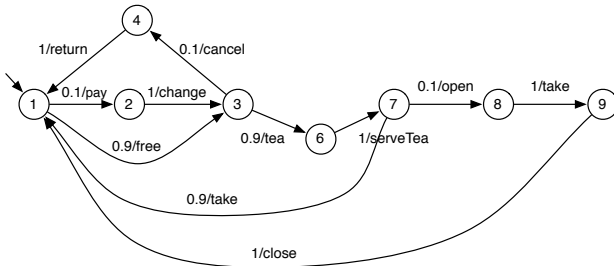 4
1/return
0.1/cancel
1
0.1/pay
2
1/change
3
7
0.1/open
8
1/take
9
0.9/free
0.9/tea
6
1/serveTea
0.9/take
1/close